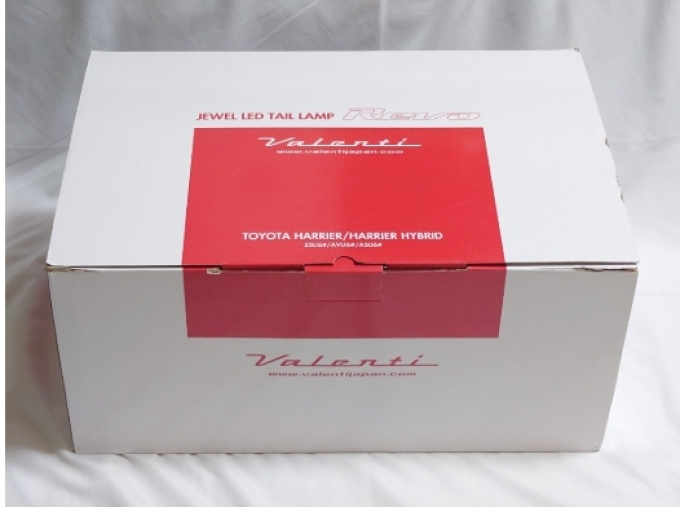 JEWEL LED TAIL LAMP Revo
Valenti
www.valentijapan.com
TOYOTA HARRIER/HARRIER HYBRID
ZSU6#/AVU6#/ASU6#
Valenti
www.valentijapan.com